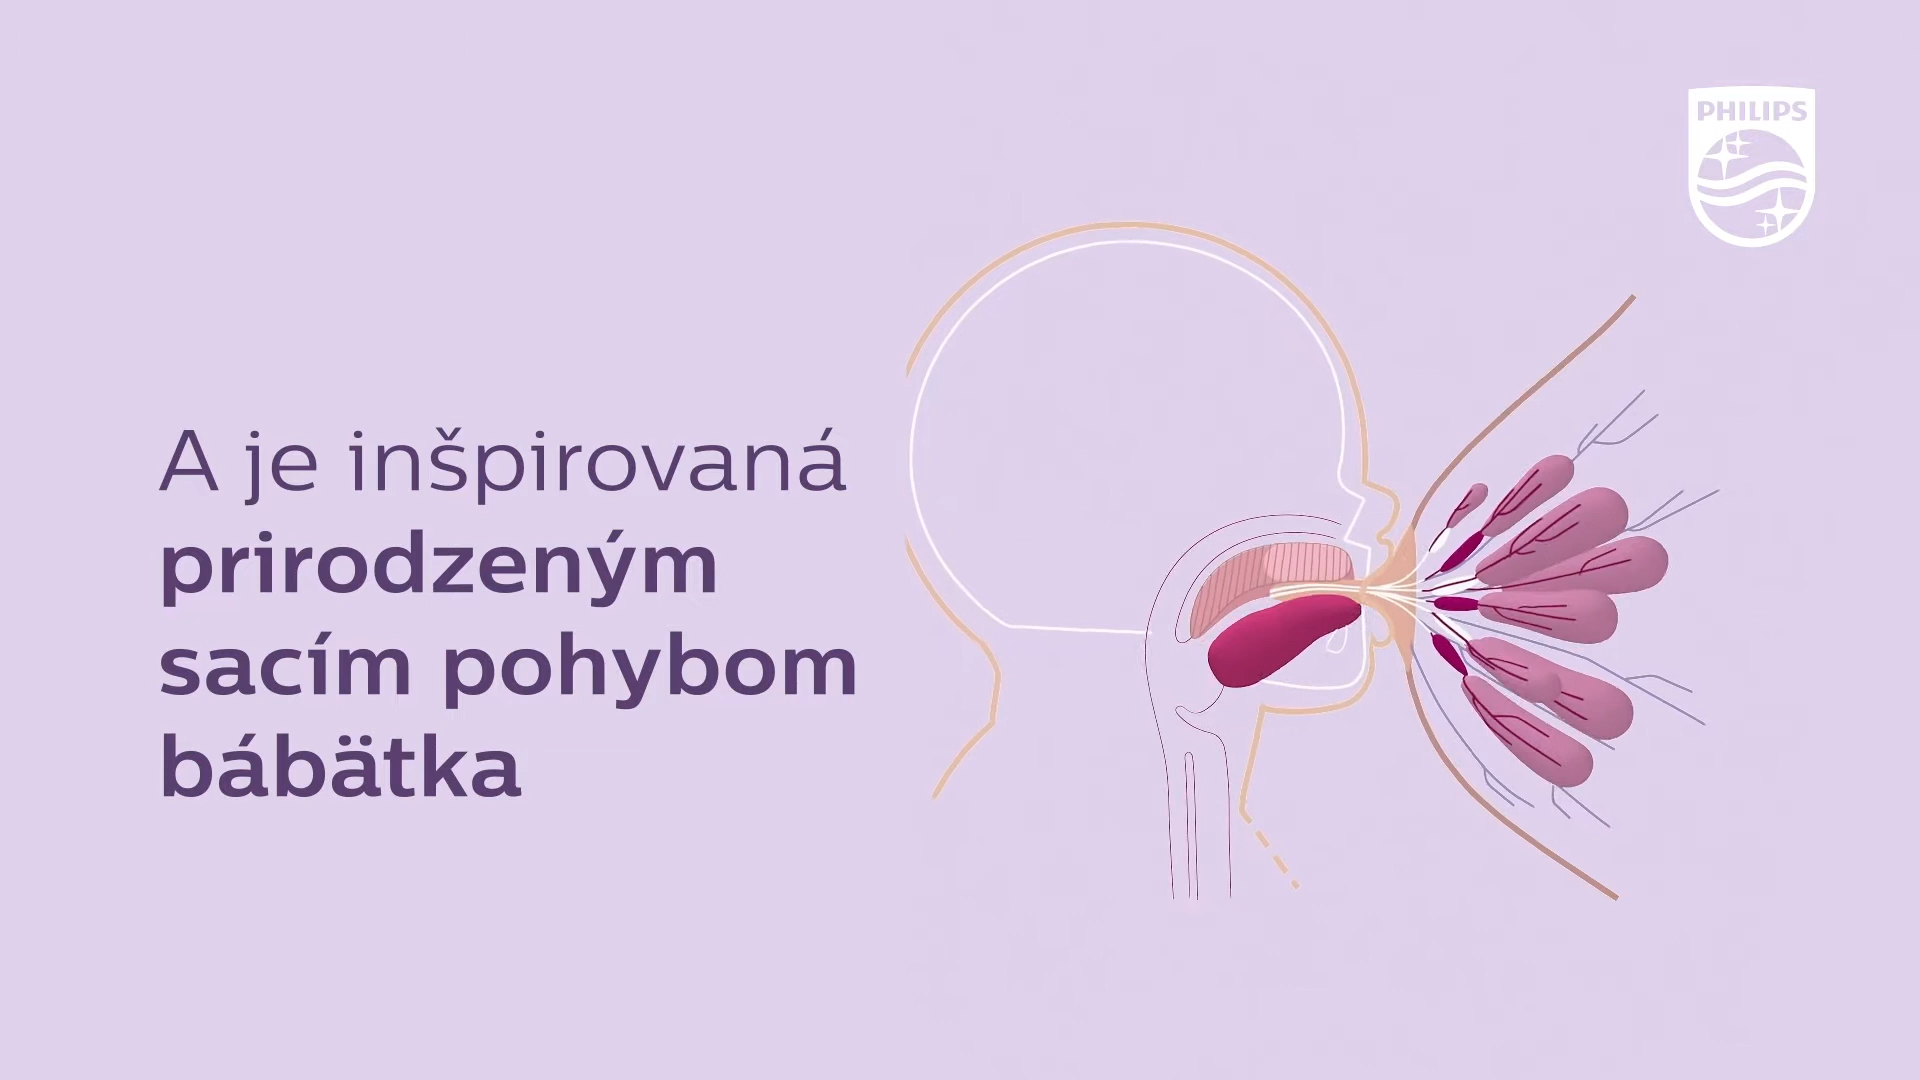 PHILIPS
A je inšpirovaná
prirodzeným
sacím pohybom
bábätka